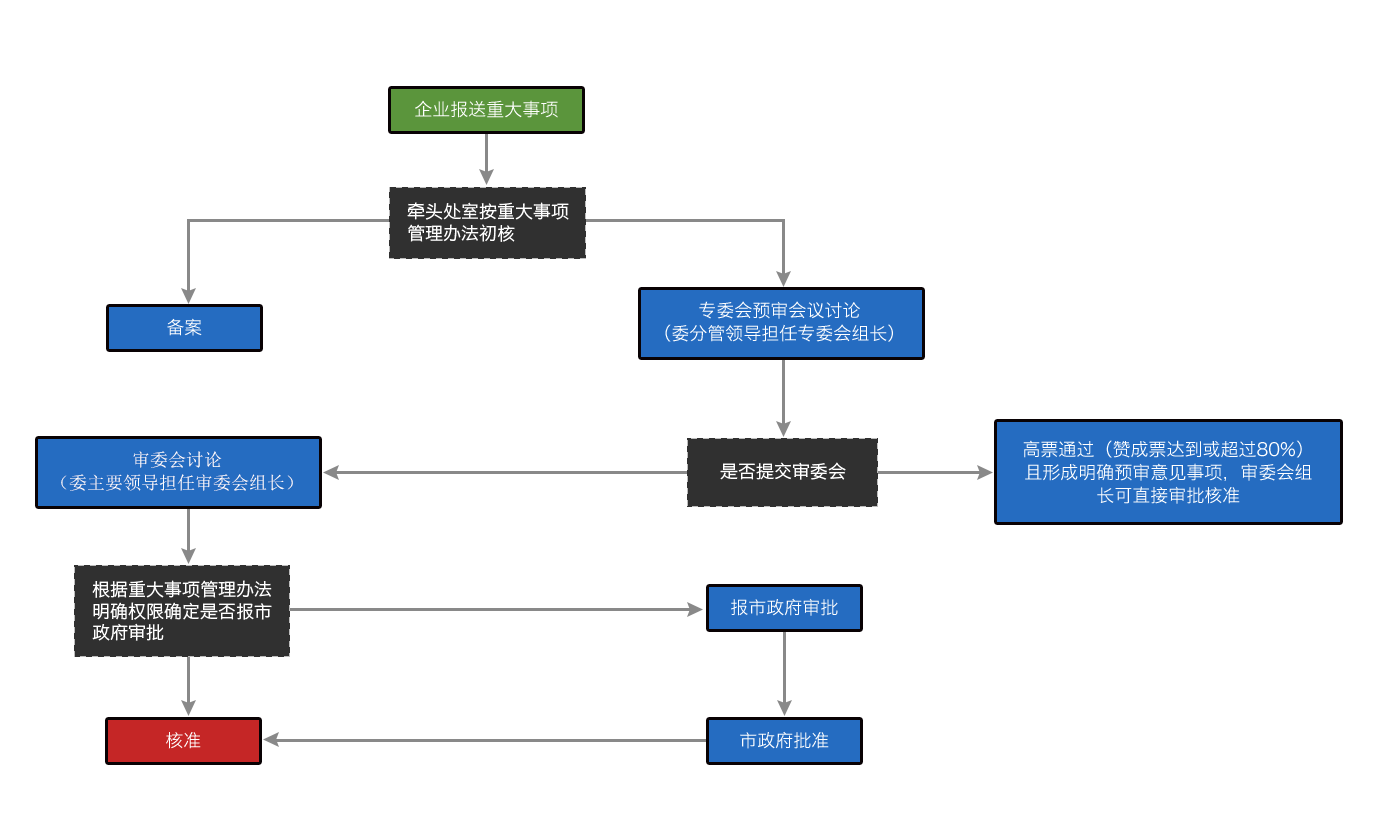 企业报送重大事项
牵头处室按重大事项
管理办法初核
备案
专委会预审会议讨论
（委分管领导担任专委会组长）
审委会讨论
（委主要领导担任审委会组长）
是否提交审委会
高票通过（赞成票达到或超过80%）
且形成明确预审意见事项，审委会组
长可直接审批核准
根据重大事项管理办法
明确权限确定是否报市
政府审批
报市政府审批
核准
市政府批准